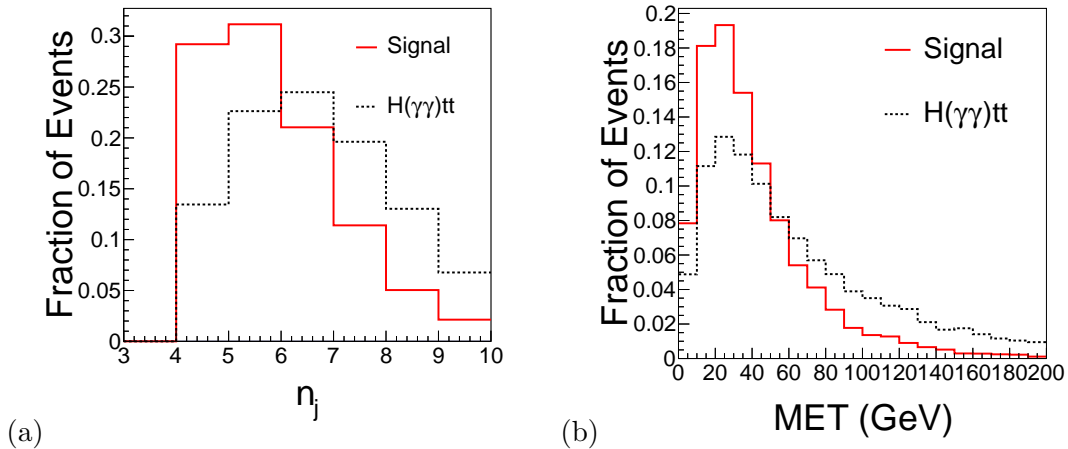 Fraction of Events
0.3
0.25
0.2
0.15
0.1
0.05
0
3 4 5 6 7 8 9 10
n_j
Signal
H(γγ)tt
(a)
Fraction of Events
0.2
0.18
0.16
0.14
0.12
0.1
0.08
0.06
0.04
0.02
0
0 20 40 60 80 100 120 140 160 180 200
MET (GeV)
Signal
H(γγ)tt
(b)